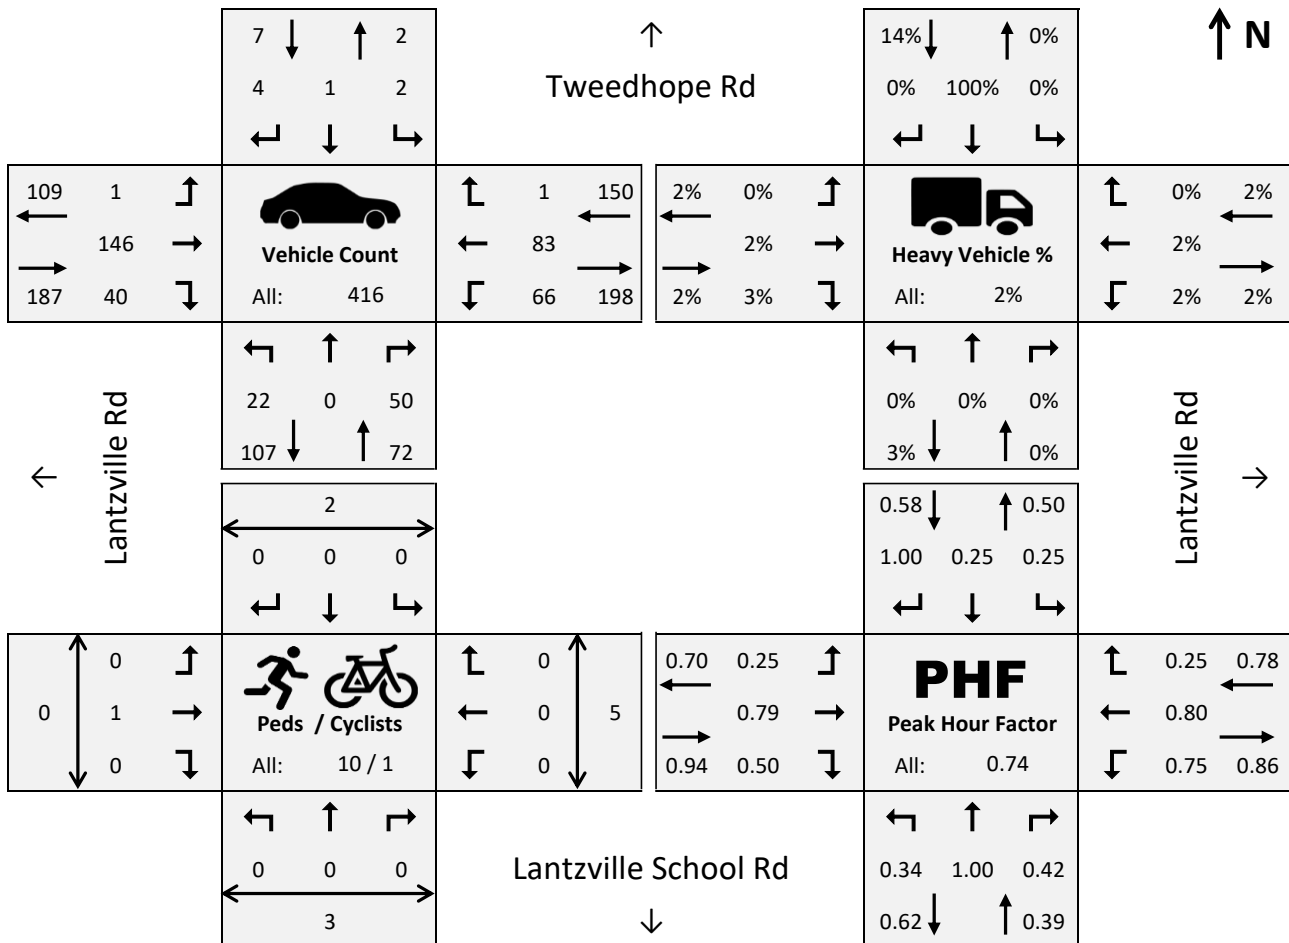 7 2 14% 0% N
Tweedhope Rd
4 1 2 0% 100% 0%
109 1 1 150 2% 0% 0% 2%
146 83 2% 2%
Vehicle Count Heavy Vehicle %
187 40 All: 416 66 198 2% 3% All: 2% 2% 2%
22 0 50 0% 0% 0%
107 72 3% 0%
Lantzville Rd
Lantzville Rd
2 0.58 0.50
0 0 0 1.00 0.25 0.25
0 0 0.70 0.25 PHF 0.25 0.78
0 1 0 5 0.79 0.80
Peds / Cyclists Peak Hour Factor
0 All: 10 / 1 0 0.94 0.50 All: 0.74 0.75 0.86
0 0 0 Lantzville School Rd 0.34 1.00 0.42
3 0.62 0.39